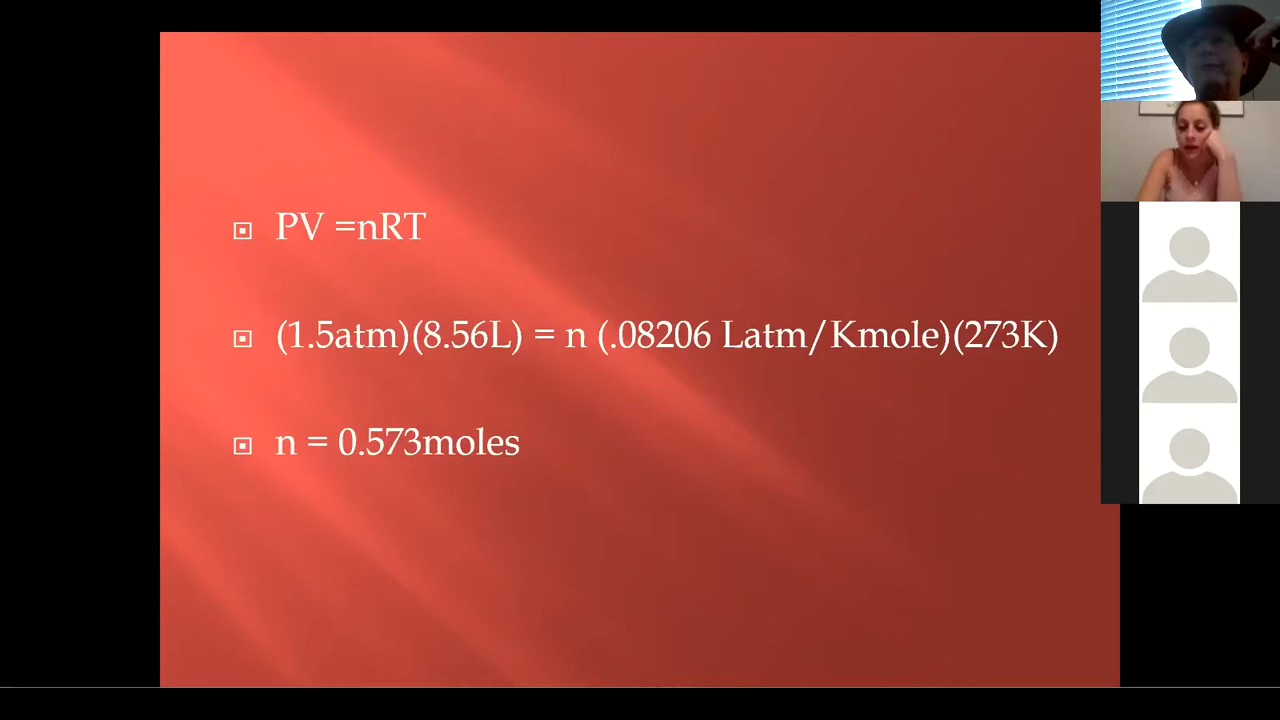 PV =nRT
(1.5atm)(8.56L) = n (.08206 Latm/Kmole)(273K)
n = 0.573moles